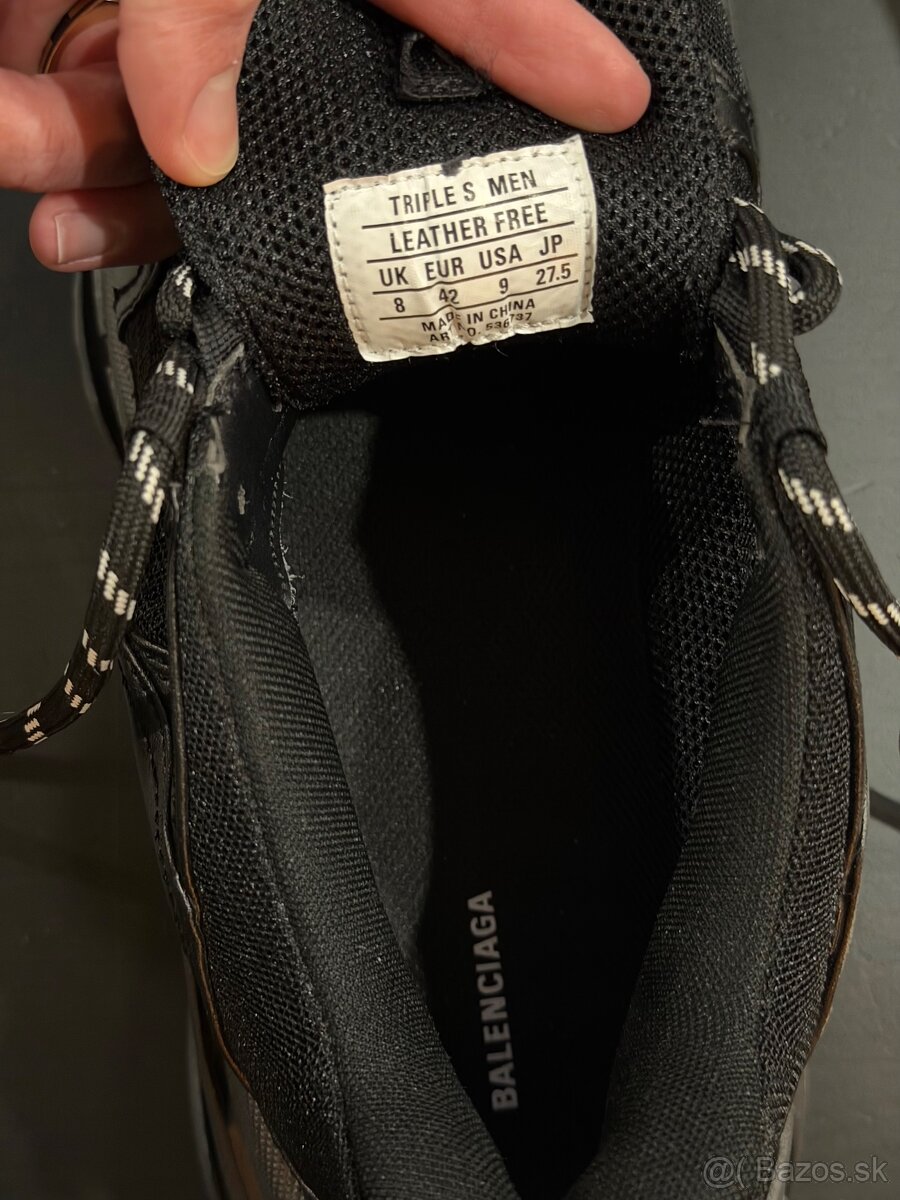 TRIPLE S MEN
LEATHER FREE
UK EUR USA JP
8 42 9 27.5
MADE IN CHINA
BALENCIAGA
@( Bazos.sk